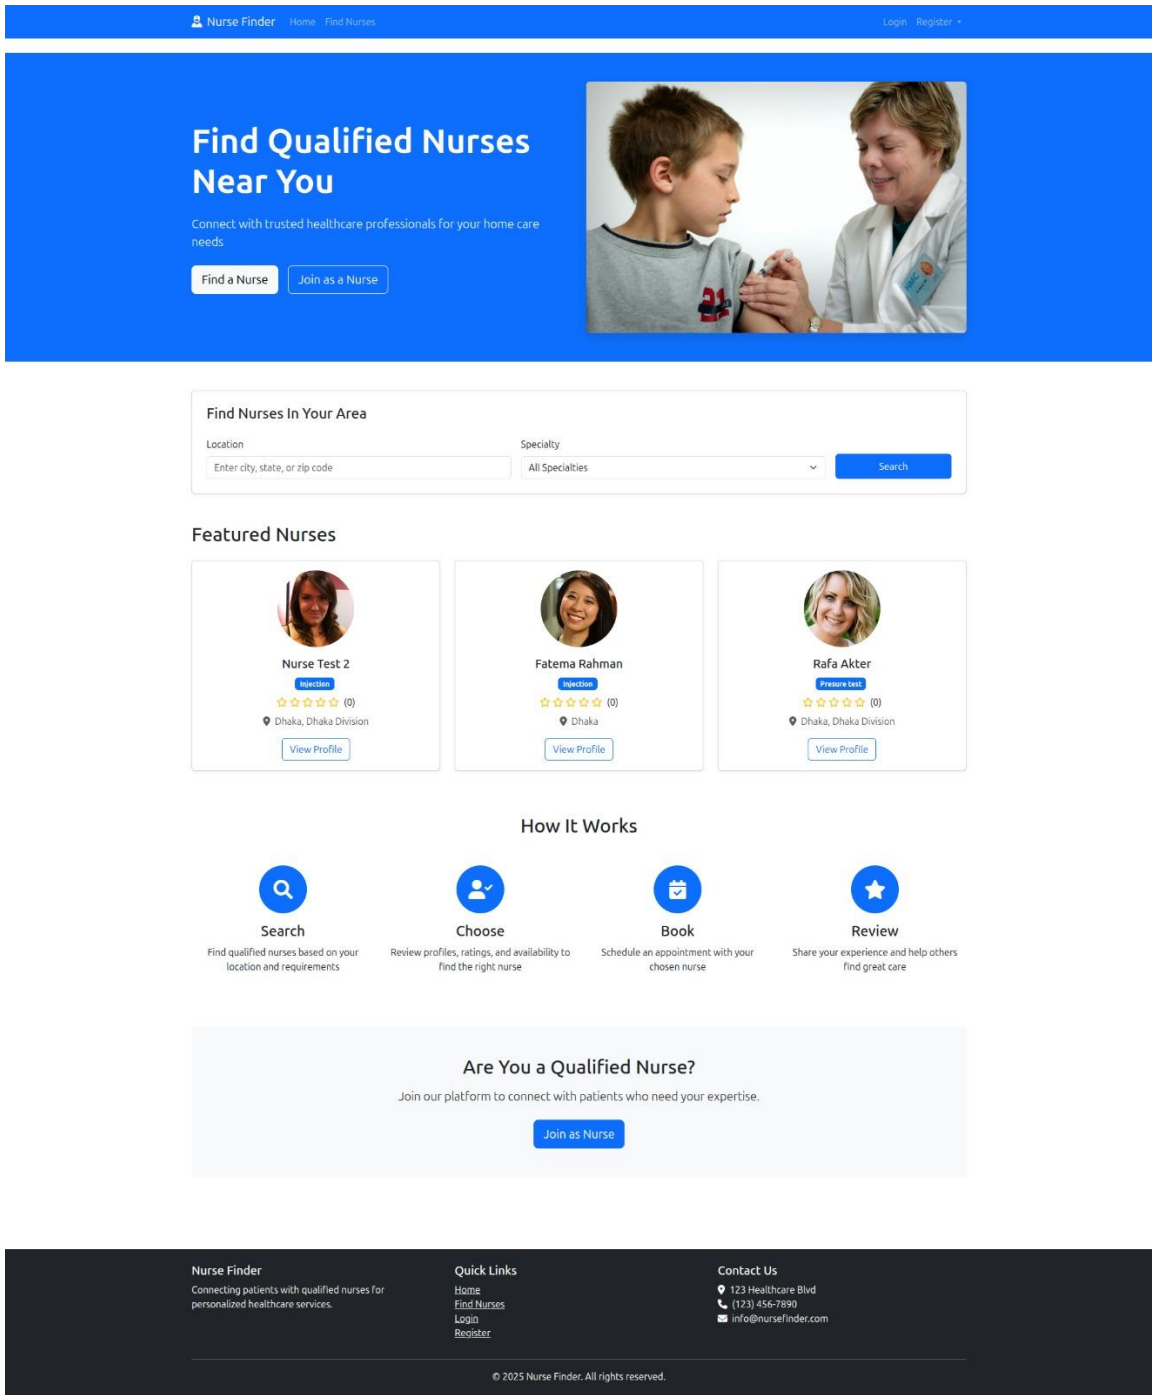 Nurse Finder Home Find Nurses Login Register
Find Qualified Nurses
Near You
Connect with trusted healthcare professionals for your home care
needs
Find a Nurse Join as a Nurse
21
HMC
Find Nurses In Your Area
Location Specialty
Enter city, state, or zip code All Specialties Search
Featured Nurses
Nurse Test 2 Fatema Rahman Rafa Akter
Injection Injection Presure test
(0) (0) (0)
Dhaka, Dhaka Division Dhaka Dhaka, Dhaka Division
View Profile View Profile View Profile
How It Works
Search Choose Book Review
Find qualified nurses based on your Review profiles, ratings, and availability to Schedule an appointment with your Share your experience and help others
location and requirements find the right nurse chosen nurse find great care
Are You a Qualified Nurse?
Join our platform to connect with patients who need your expertise.
Join as Nurse
Nurse Finder Quick Links Contact Us
Connecting patients with qualified nurses for Home 123 Healthcare Blvd
personalized healthcare services. Find Nurses (123) 456-7890
Login info@nursefinder.com
Register
© 2025 Nurse Finder. All rights reserved.